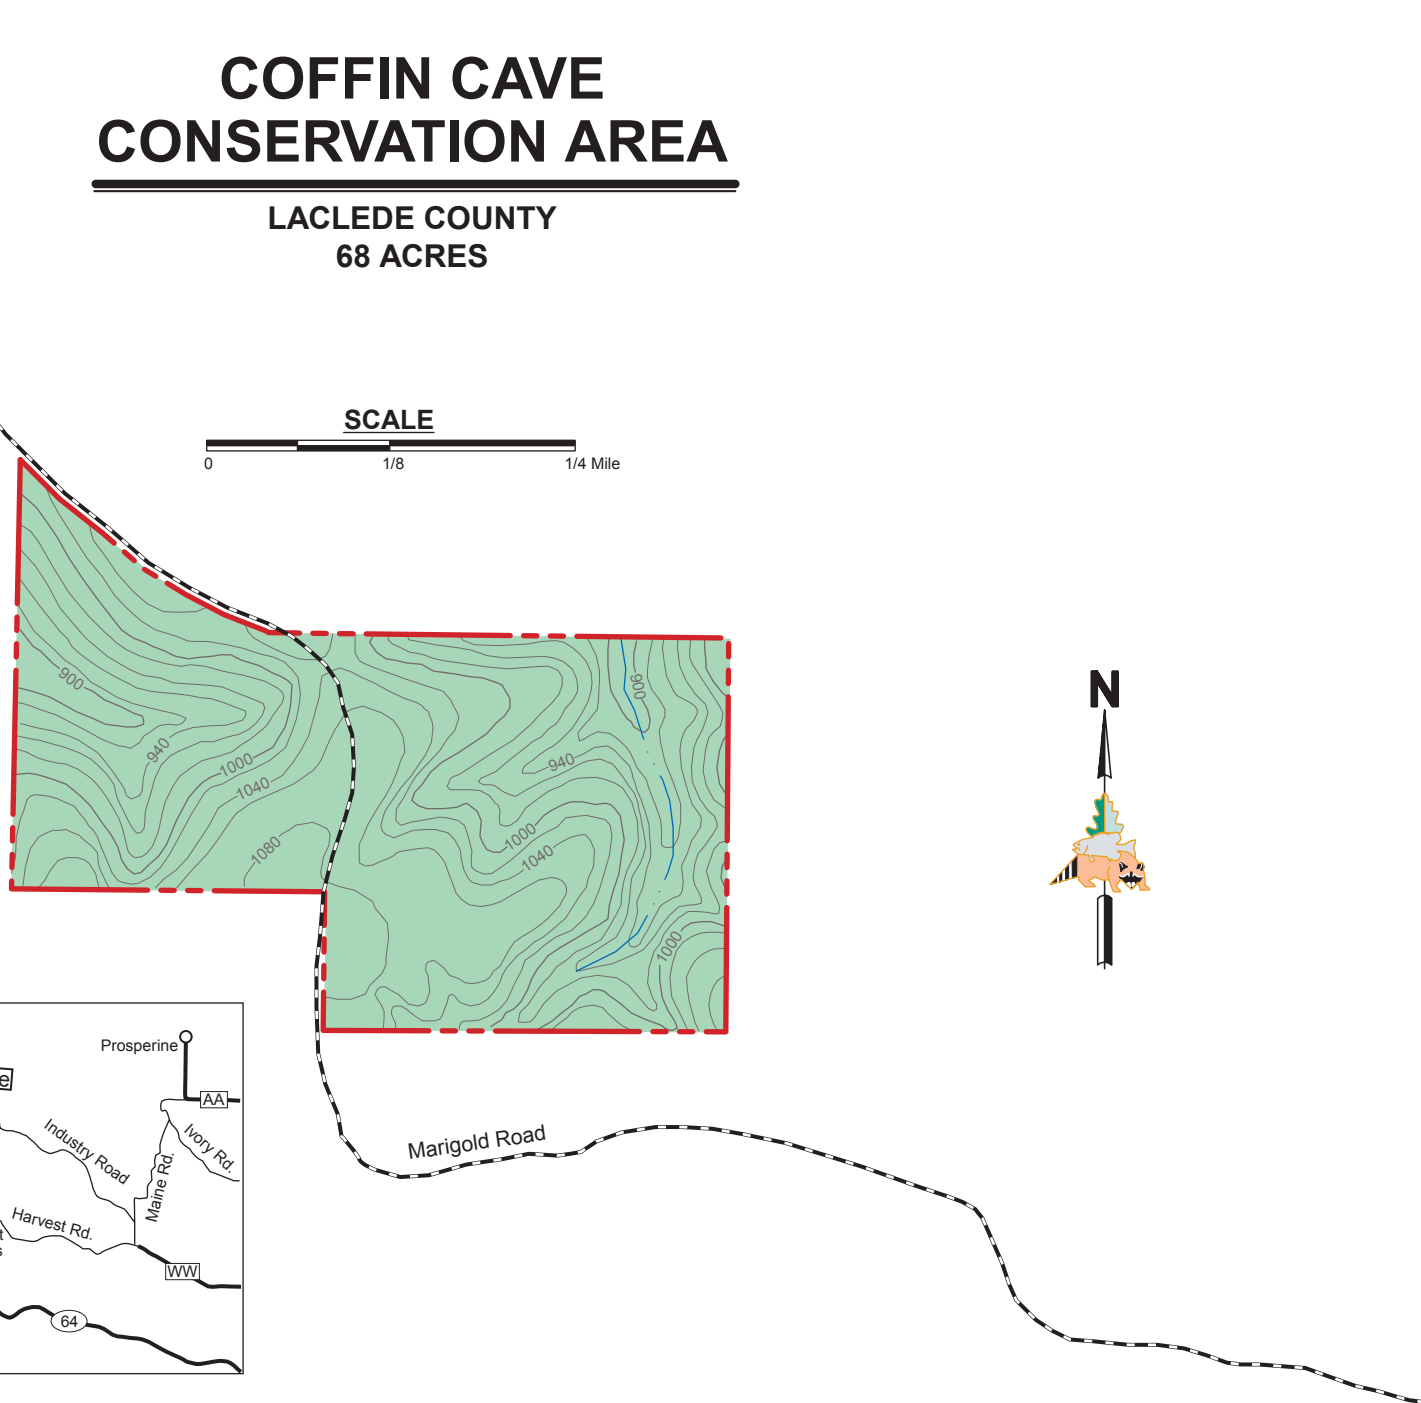 COFFIN CAVE
CONSERVATION AREA
LACLEDE COUNTY
68 ACRES
SCALE
0 1/8 1/4 Mile
900
940
1000
1040
1080
900
940
1000
1040
1000
N
Prosperine
AA
Industry Road
Ivory Rd.
Maine Rd.
Harvest Rd.
WW
64
Marigold Road